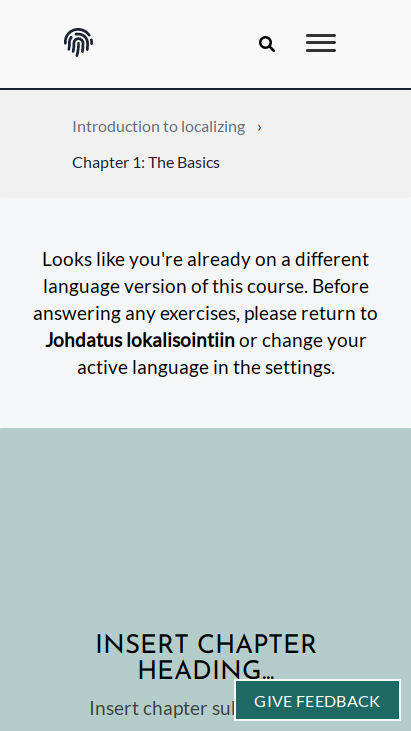 Introduction to localizing ›
Chapter 1: The Basics
Looks like you're already on a different
language version of this course. Before
answering any exercises, please return to
Johdatus lokalisointiin or change your
active language in the settings.
INSERT CHAPTER
HEADING...
Insert chapter
GIVE FEEDBACK